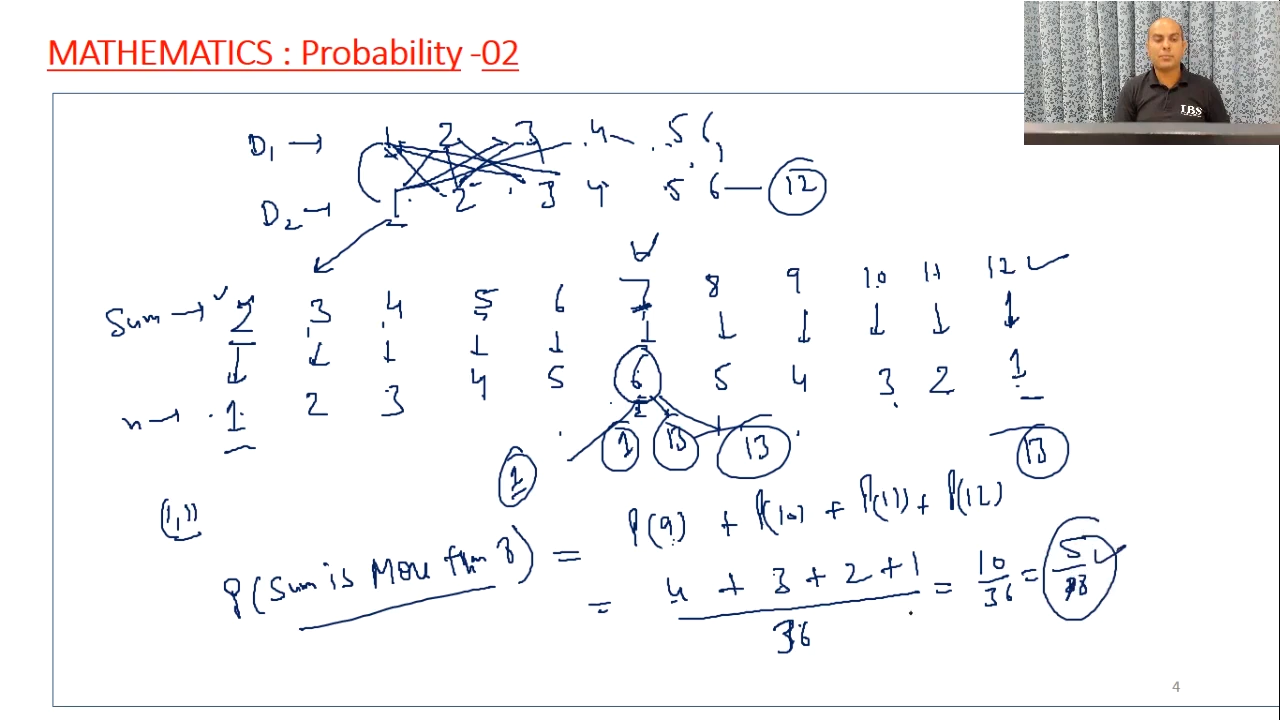 MATHEMATICS : Probability -02
IBS
D1 → 1 2 3 4 5 6,
D2 → 1 2 3 4 5 6 — 12
Sum → 2 3 4 5 6 7 8 9 10 11 12
n → 1 2 3 4 5 6 5 4 3 2 1
1 13 13 13
1
(1,1)
P(Sum is More than 8) = P(9) + P(10) + P(11) + P(12)
= 4 + 3 + 2 + 1 / 36 = 10/36 = 5/18
4